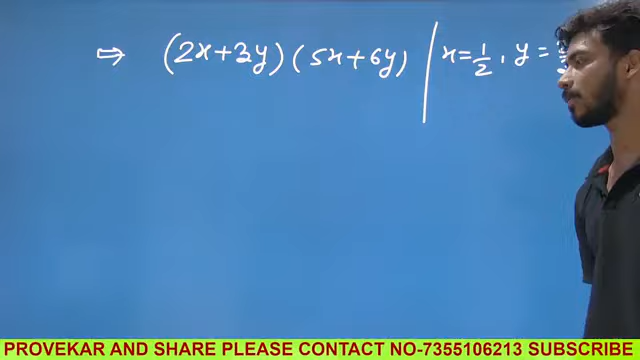 ⇒ (2x+3y)(5x+6y) | x=1/2, y=
PROVEKAR AND SHARE PLEASE CONTACT NO-7355106213 SUBSCRIBE